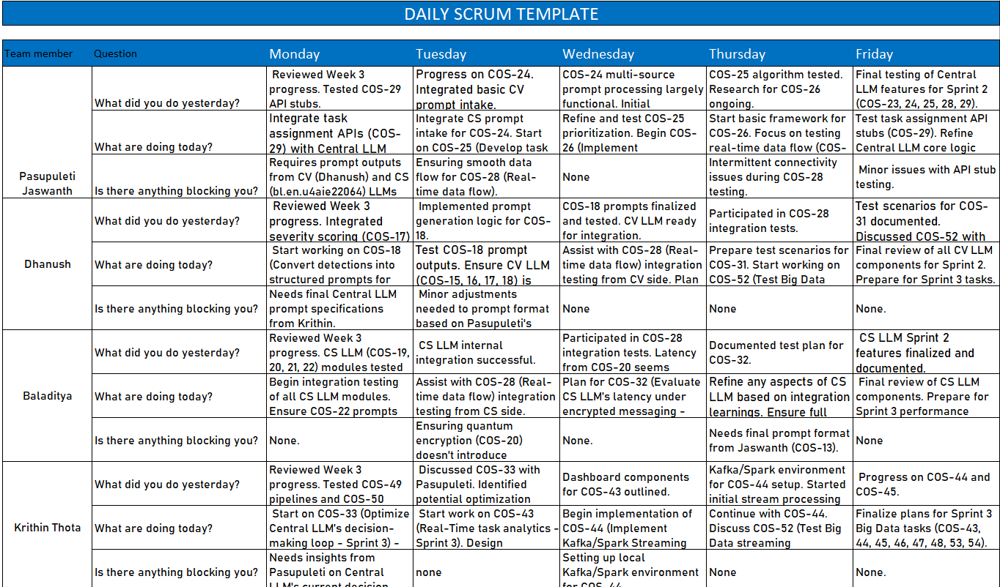 DAILY SCRUM TEMPLATE
Team member Question Monday Tuesday Wednesday Thursday Friday
Pasupuleti
Jaswanth
What did you do yesterday?
Reviewed Week 3
progress. Tested COS-29
API stubs.
Progress on COS-24.
Integrated basic CV
prompt intake.
COS-24 multi-source
prompt processing largely
functional. Initial
COS-25 algorithm tested.
Research for COS-26
ongoing.
Final testing of Central
LLM features for Sprint 2
(COS-23, 24, 25, 28, 29).
What are doing today?
Integrate task
assignment APIs (COS-
29) with Central LLM
Integrate CS prompt
intake for COS-24. Start
on COS-25 (Develop task
Refine and test COS-25
prioritization. Begin COS-
26 (Implement
Start basic framework for
COS-26. Focus on testing
real-time data flow (COS-
Test task assignment API
stubs (COS-29). Refine
Central LLM core logic
Is there anything blocking you?
Requires prompt outputs
from CV (Dhanush) and CS
(bl.en.u4aie22064) LLMs
Ensuring smooth data
flow for COS-28 (Real-
time data flow).
None
Intermittent connectivity
issues during COS-28
testing.
Minor issues with API stub
testing.
Dhanush
What did you do yesterday?
Reviewed Week 3
progress. Integrated
severity scoring (COS-17)
Implemented prompt
generation logic for COS-
18.
COS-18 prompts finalized
and tested. CV LLM ready
for integration.
Participated in COS-28
integration tests.
Test scenarios for COS-
31 documented.
Discussed COS-52 with
What are doing today?
Start working on COS-18
(Convert detections into
structured prompts for
Test COS-18 prompt
outputs. Ensure CV LLM
(COS-15, 16, 17, 18) is
Assist with COS-28 (Real-
time data flow) integration
testing from CV side. Plan
Prepare test scenarios for
COS-31. Start working on
COS-52 (Test Big Data
Final review of all CV LLM
components for Sprint 2.
Prepare for Sprint 3 tasks.
Is there anything blocking you?
Needs final Central LLM
prompt specifications
from Krithin.
Minor adjustments
needed to prompt format
based on Pasupuleti's
None
None
None.
Baladitya
What did you do yesterday?
Reviewed Week 3
progress. CS LLM (COS-19,
20, 21, 22) modules tested
CS LLM internal
integration successful.
Participated in COS-28
integration tests. Latency
from COS-20 seems
Documented test plan for
COS-32.
CS LLM Sprint 2
features finalized and
documented.
What are doing today?
Begin integration testing
of all CS LLM modules.
Ensure COS-22 prompts
Assist with COS-28 (Real-
time data flow) integration
testing from CS side.
Plan for COS-32 (Evaluate
CS LLM's latency under
encrypted messaging -
Refine any aspects of CS
LLM based on integration
learnings. Ensure full
Final review of CS LLM
components. Prepare for
Sprint 3 performance
Is there anything blocking you?
None.
Ensuring quantum
encryption (COS-20)
doesn't introduce
None.
Needs final prompt format
from Jaswanth (COS-13).
None
Krithin Thota
What did you do yesterday?
Reviewed Week 3
progress. Tested COS-49
pipelines and COS-50
Discussed COS-33 with
Pasupuleti. Identified
potential optimization
Dashboard components
for COS-43 outlined.
Kafka/Spark environment
for COS-44 setup. Started
initial stream processing
Progress on COS-44 and
COS-45.
What are doing today?
Start on COS-33 (Optimize
Central LLM's decision-
making loop - Sprint 3) -
Start work on COS-43
(Real-Time task analytics -
Sprint 3). Design
Begin implementation of
COS-44 (Implement
Kafka/Spark Streaming
Continue with COS-44.
Discuss COS-52 (Test Big
Data streaming
Finalize plans for Sprint 3
Big Data tasks (COS-43,
44, 45, 46, 47, 48, 53, 54).
Is there anything blocking you?
Needs insights from
Pasupuleti on Central
LLM's current decision
none
Setting up local
Kafka/Spark environment
for COS-44
None
None.